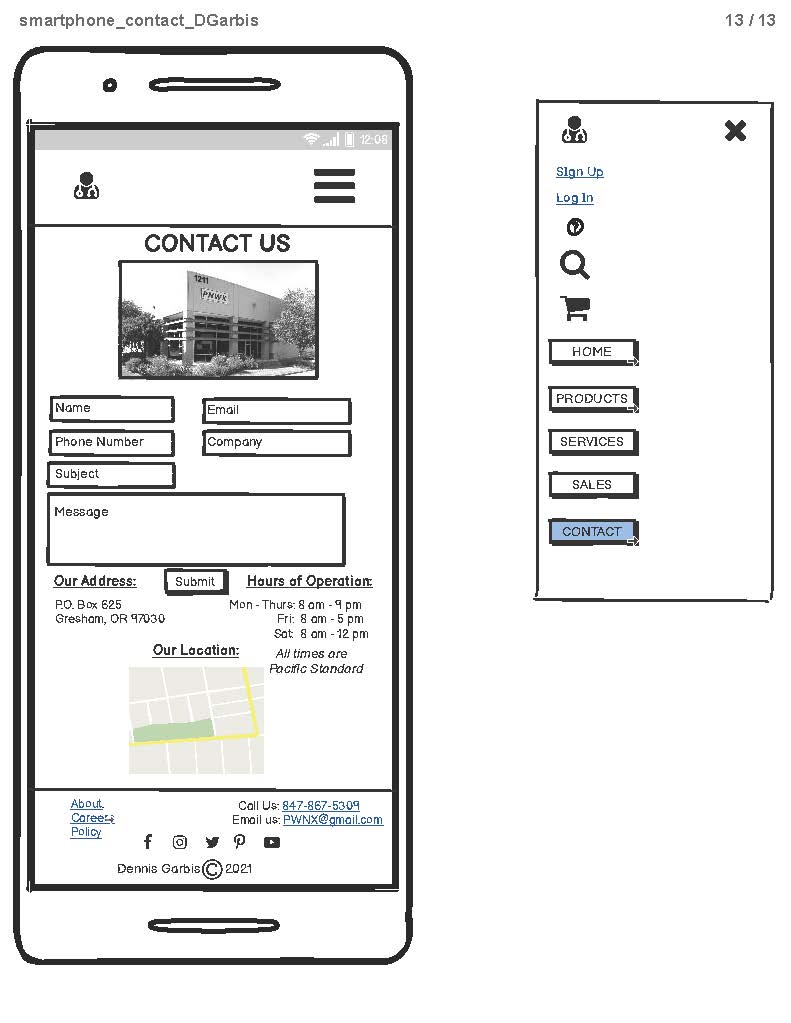 smartphone_contact_DGarbis
13 / 13
12:08
CONTACT US
1211
PNWX
Name
Email
Phone Number
Company
Subject
Message
Our Address:
Submit
Hours of Operation:
P.O. Box 625
Gresham, OR 97030
Mon - Thurs: 8 am - 9 pm
Fri: 8 am - 5 pm
Sat: 8 am - 12 pm
All times are
Pacific Standard
Our Location:
About
Careers
Policy
Call Us: 847-867-5309
Email us: PWNX@gmail.com
Dennis Garbis © 2021
Sign Up
Log In
HOME
PRODUCTS
SERVICES
SALES
CONTACT